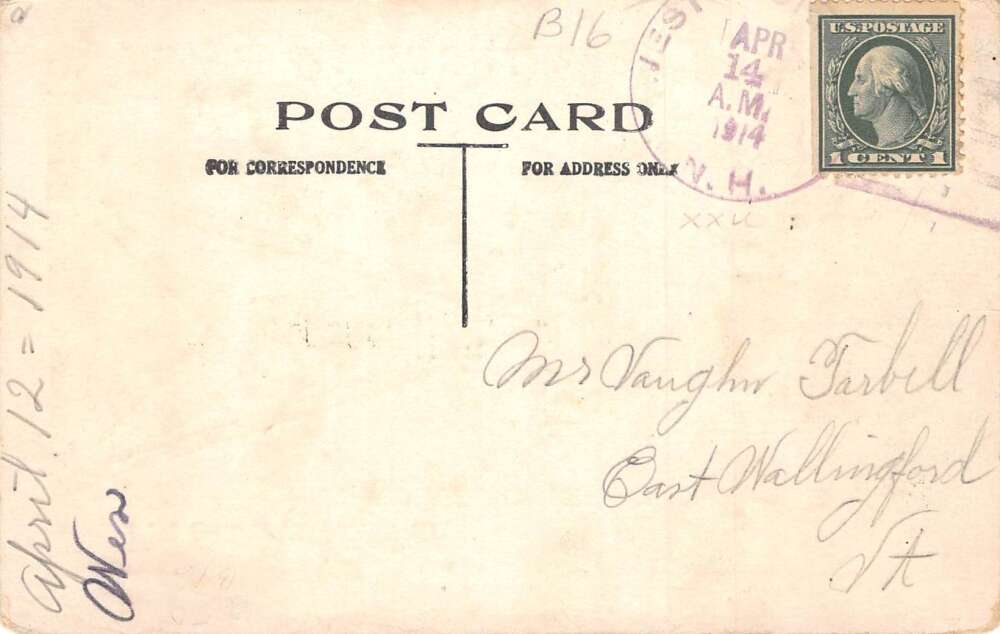 B16
APR
14
A.M.
1914
N.H.
U.S. POSTAGE
1 CENT 1
POST CARD
FOR CORRESPONDENCE
FOR ADDRESS ONLY
xxu
Mr Vaughn Tarbell
East Wallingford
Vt
April. 12 = 1914